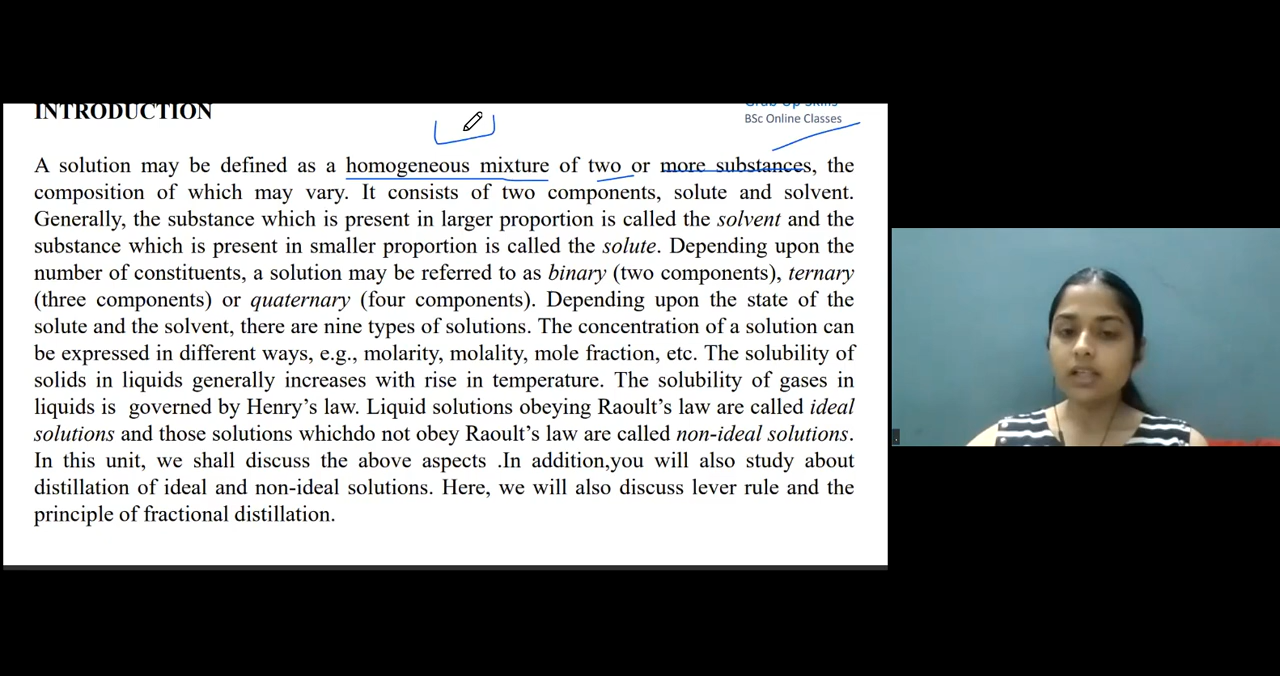 INTRODUCTION
Grab Up Skills
BSc Online Classes
A solution may be defined as a homogeneous mixture of two or more substances, the
composition of which may vary. It consists of two components, solute and solvent.
Generally, the substance which is present in larger proportion is called the solvent and the
substance which is present in smaller proportion is called the solute. Depending upon the
number of constituents, a solution may be referred to as binary (two components), ternary
(three components) or quaternary (four components). Depending upon the state of the
solute and the solvent, there are nine types of solutions. The concentration of a solution can
be expressed in different ways, e.g., molarity, molality, mole fraction, etc. The solubility of
solids in liquids generally increases with rise in temperature. The solubility of gases in
liquids is governed by Henry's law. Liquid solutions obeying Raoult's law are called ideal
solutions and those solutions whichdo not obey Raoult's law are called non-ideal solutions.
In this unit, we shall discuss the above aspects .In addition,you will also study about
distillation of ideal and non-ideal solutions. Here, we will also discuss lever rule and the
principle of fractional distillation.